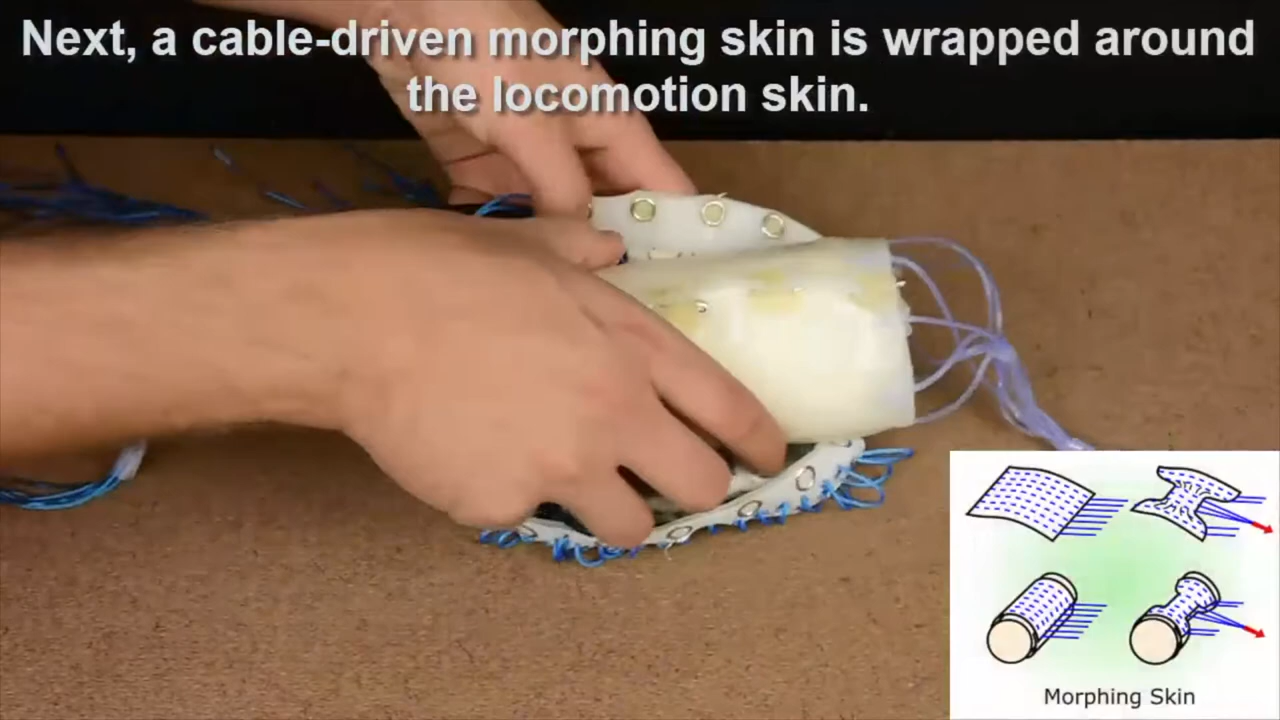 Next, a cable-driven morphing skin is wrapped around
the locomotion skin.
Morphing Skin